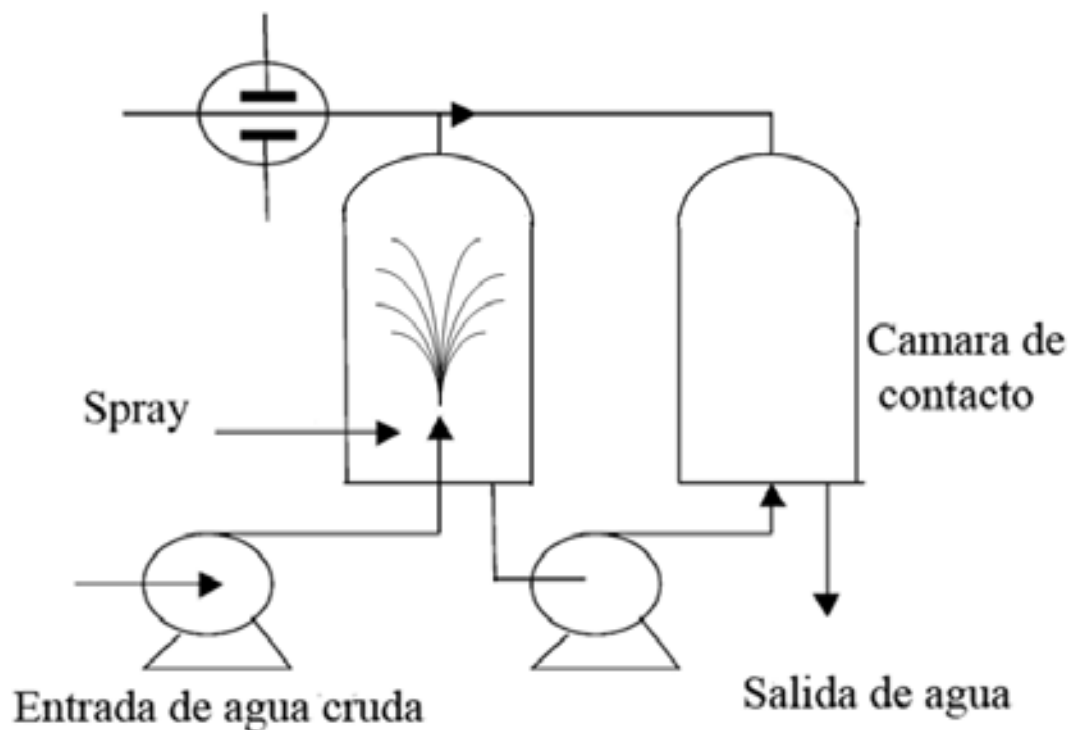 Camara de
contacto
Spray
Entrada de agua cruda
Salida de agua